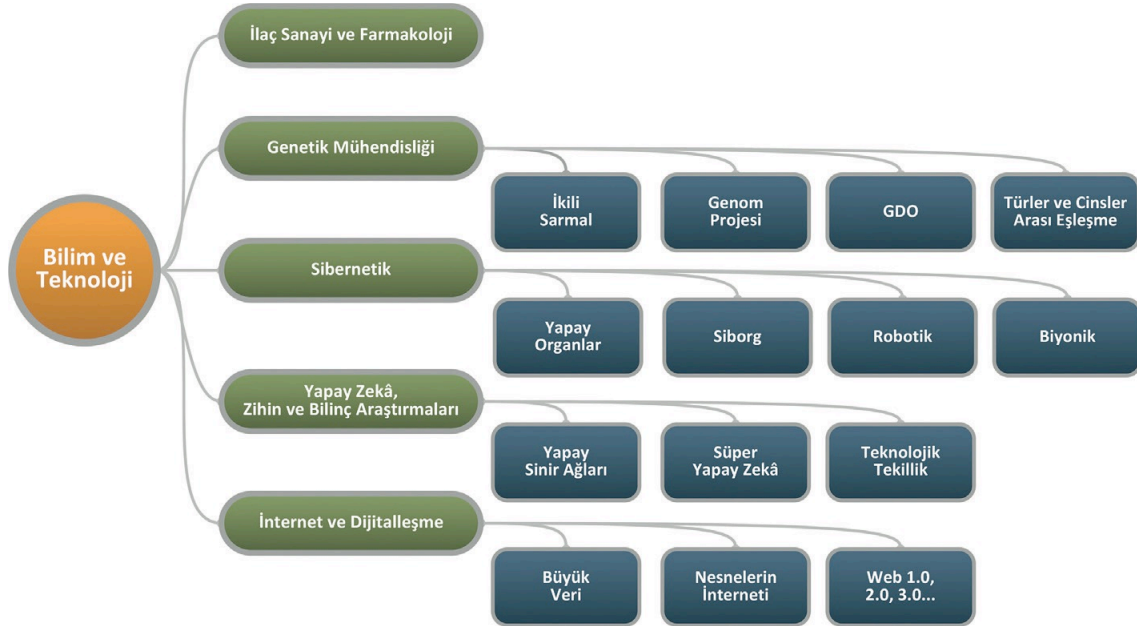 Bilim ve
Teknoloji
İlaç Sanayi ve Farmakoloji
Genetik Mühendisliği
İkili
Sarmal
Genom
Projesi
GDO
Türler ve Cinsler
Arası Eşleşme
Sibernetik
Yapay
Organlar
Siborg
Robotik
Biyonik
Yapay Zekâ,
Zihin ve Bilinç Araştırmaları
Yapay
Sinir Ağları
Süper
Yapay Zekâ
Teknolojik
Tekillik
İnternet ve Dijitalleşme
Büyük
Veri
Nesnelerin
İnterneti
Web 1.0,
2.0, 3.0...